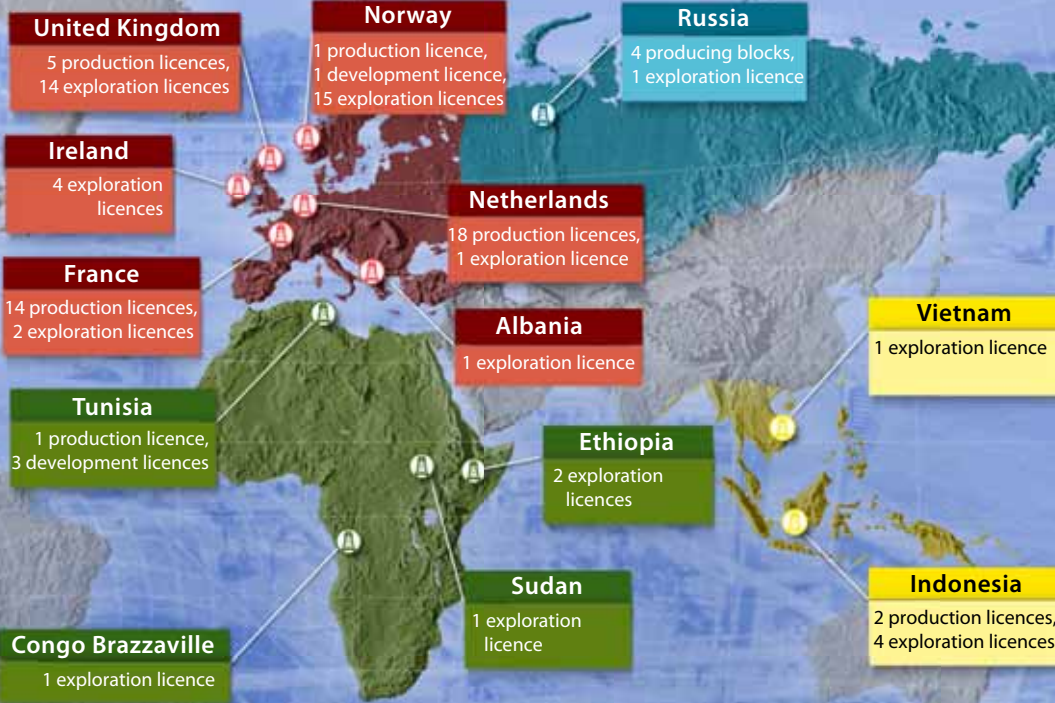 United Kingdom
5 production licences,
14 exploration licences
Norway
1 production licence,
1 development licence,
15 exploration licences
Russia
4 producing blocks,
1 exploration licence
Ireland
4 exploration
licences
Netherlands
18 production licences,
1 exploration licence
France
14 production licences,
2 exploration licences
Albania
1 exploration licence
Vietnam
1 exploration licence
Tunisia
1 production licence,
3 development licences
Ethiopia
2 exploration
licences
Sudan
1 exploration
licence
Indonesia
2 production licences,
4 exploration licences
Congo Brazzaville
1 exploration licence